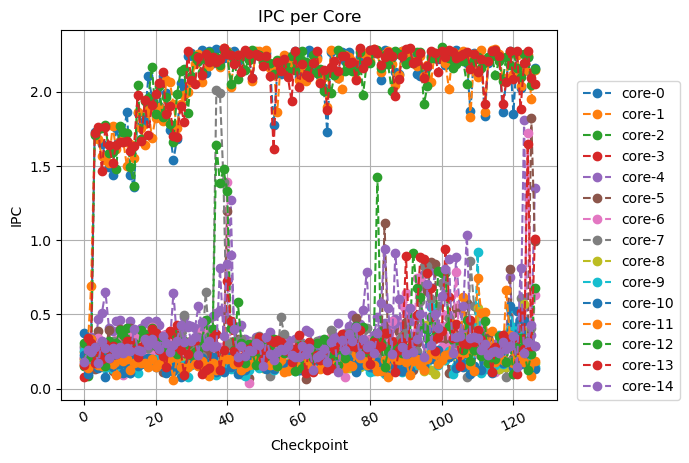 IPC per Core
IPC
2.0
1.5
1.0
0.5
0.0
0
20
40
60
80
100
120
Checkpoint
core-0
core-1
core-2
core-3
core-4
core-5
core-6
core-7
core-8
core-9
core-10
core-11
core-12
core-13
core-14